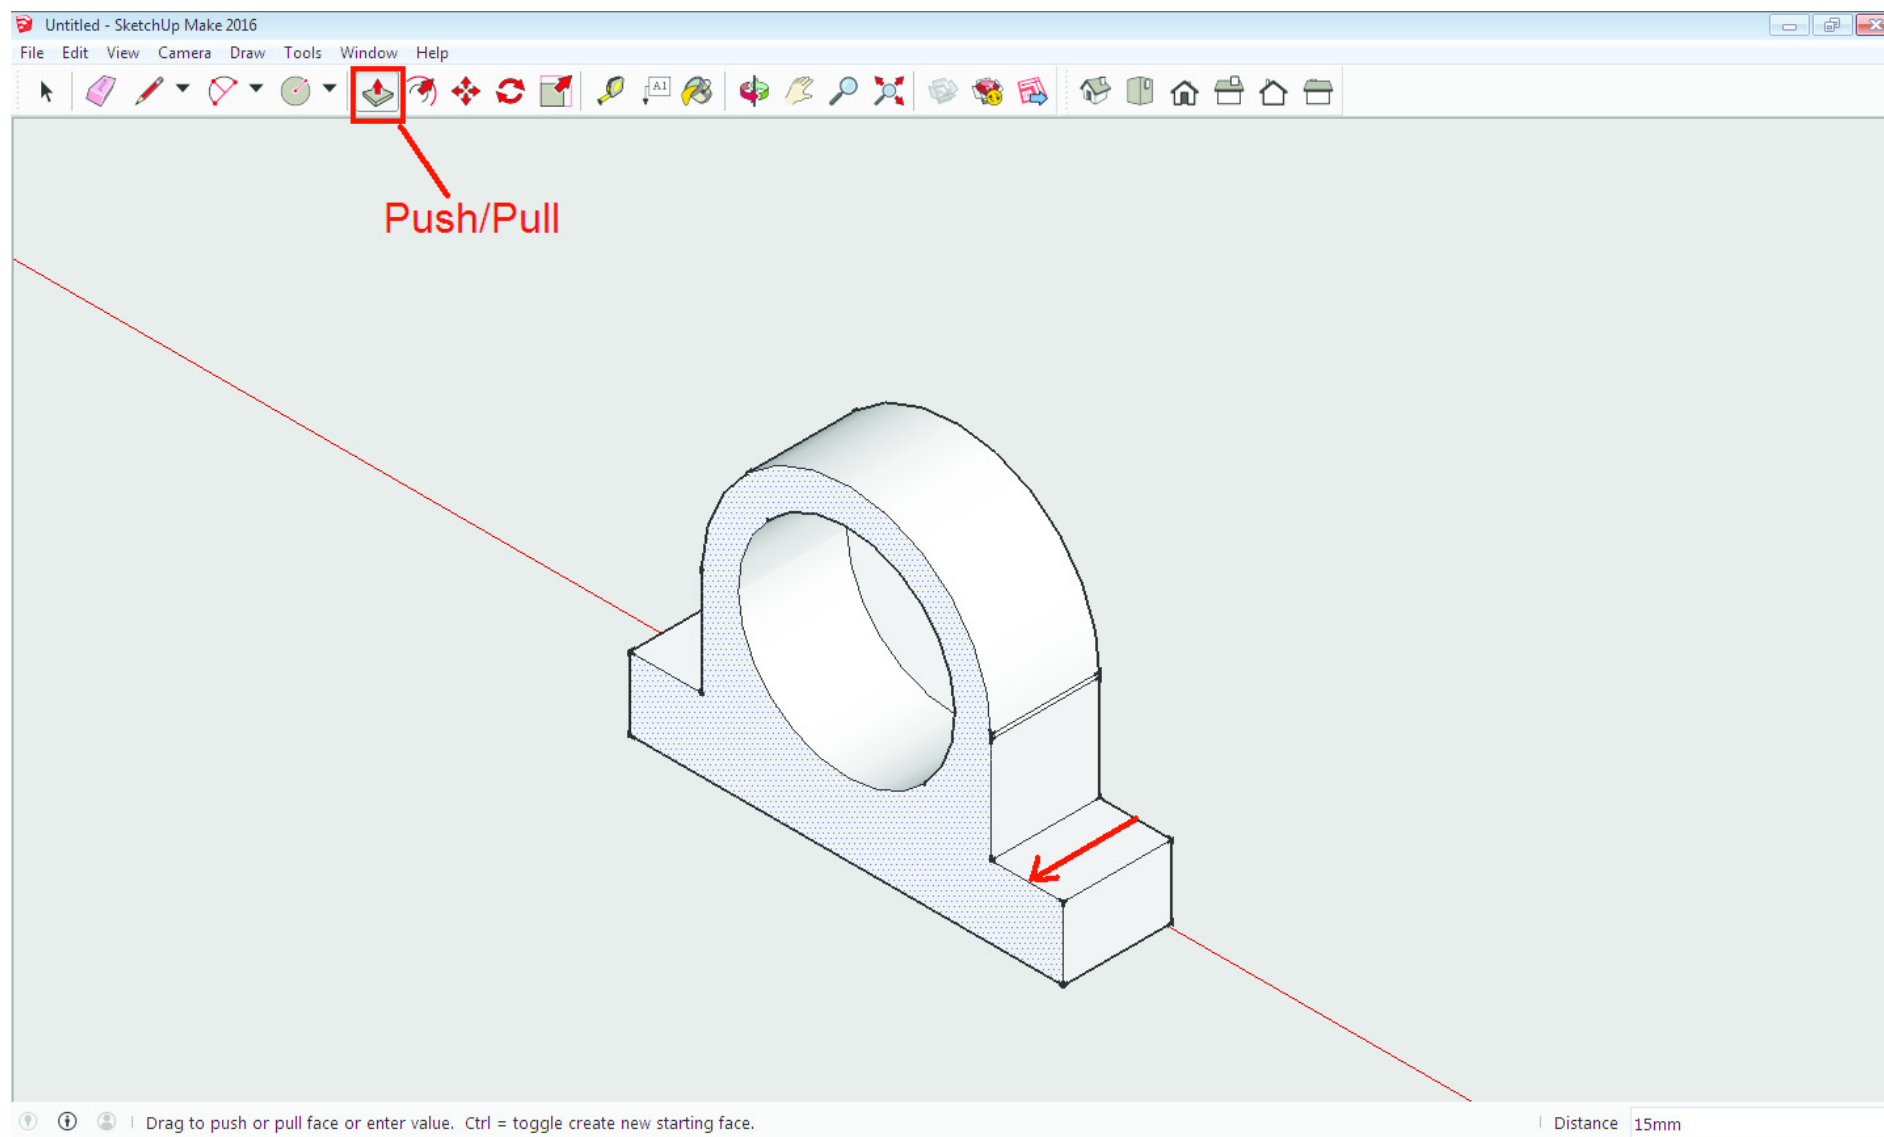 Untitled - SketchUp Make 2016
File Edit View Camera Draw Tools Window Help
A1
Push/Pull
Drag to push or pull face or enter value. Ctrl = toggle create new starting face.
Distance 15mm